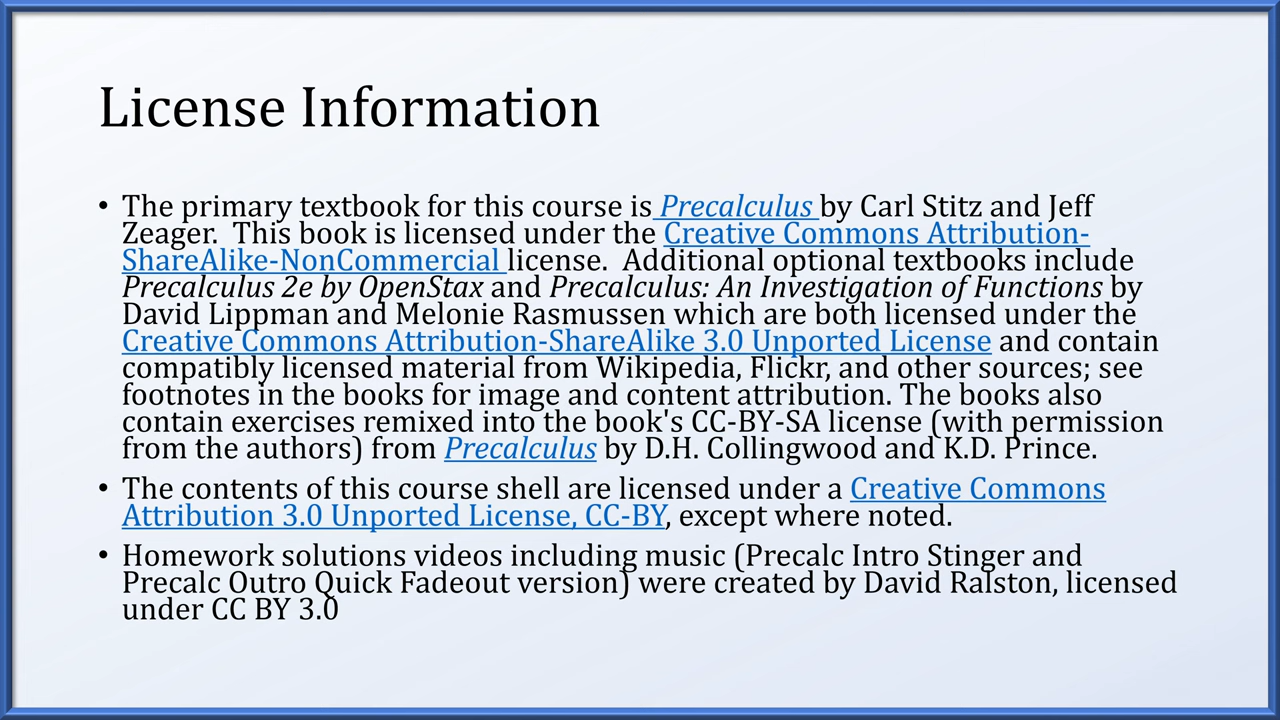 License Information
• The primary textbook for this course is Precalculus by Carl Stitz and Jeff
Zeager.  This book is licensed under the Creative Commons Attribution-
ShareAlike-NonCommercial license.  Additional optional textbooks include
Precalculus 2e by OpenStax and Precalculus: An Investigation of Functions by
David Lippman and Melonie Rasmussen which are both licensed under the
Creative Commons Attribution-ShareAlike 3.0 Unported License and contain
compatibly licensed material from Wikipedia, Flickr, and other sources; see
footnotes in the books for image and content attribution. The books also
contain exercises remixed into the book's CC-BY-SA license (with permission
from the authors) from Precalculus by D.H. Collingwood and K.D. Prince.
• The contents of this course shell are licensed under a Creative Commons
Attribution 3.0 Unported License, CC-BY, except where noted.
• Homework solutions videos including music (Precalc Intro Stinger and
Precalc Outro Quick Fadeout version) were created by David Ralston, licensed
under CC BY 3.0